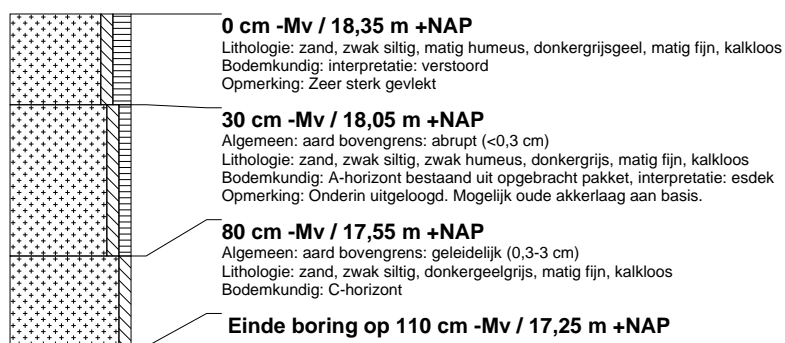 0 cm -Mv / 18,35 m +NAP
Lithologie: zand, zwak siltig, matig humeus, donkergrijsgeel, matig fijn, kalkloos
Bodemkundig: interpretatie: verstoord
Opmerking: Zeer sterk gevlekt
30 cm -Mv / 18,05 m +NAP
Algemeen: aard bovengrens: abrupt (<0,3 cm)
Lithologie: zand, zwak siltig, zwak humeus, donkergrijs, matig fijn, kalkloos
Bodemkundig: A-horizont bestaand uit opgebracht pakket, interpretatie: esdek
Opmerking: Onderin uitgeloogd. Mogelijk oude akkerlaag aan basis.
80 cm -Mv / 17,55 m +NAP
Algemeen: aard bovengrens: geleidelijk (0,3-3 cm)
Lithologie: zand, zwak siltig, donkergeelgrijs, matig fijn, kalkloos
Bodemkundig: C-horizont
Einde boring op 110 cm -Mv / 17,25 m +NAP